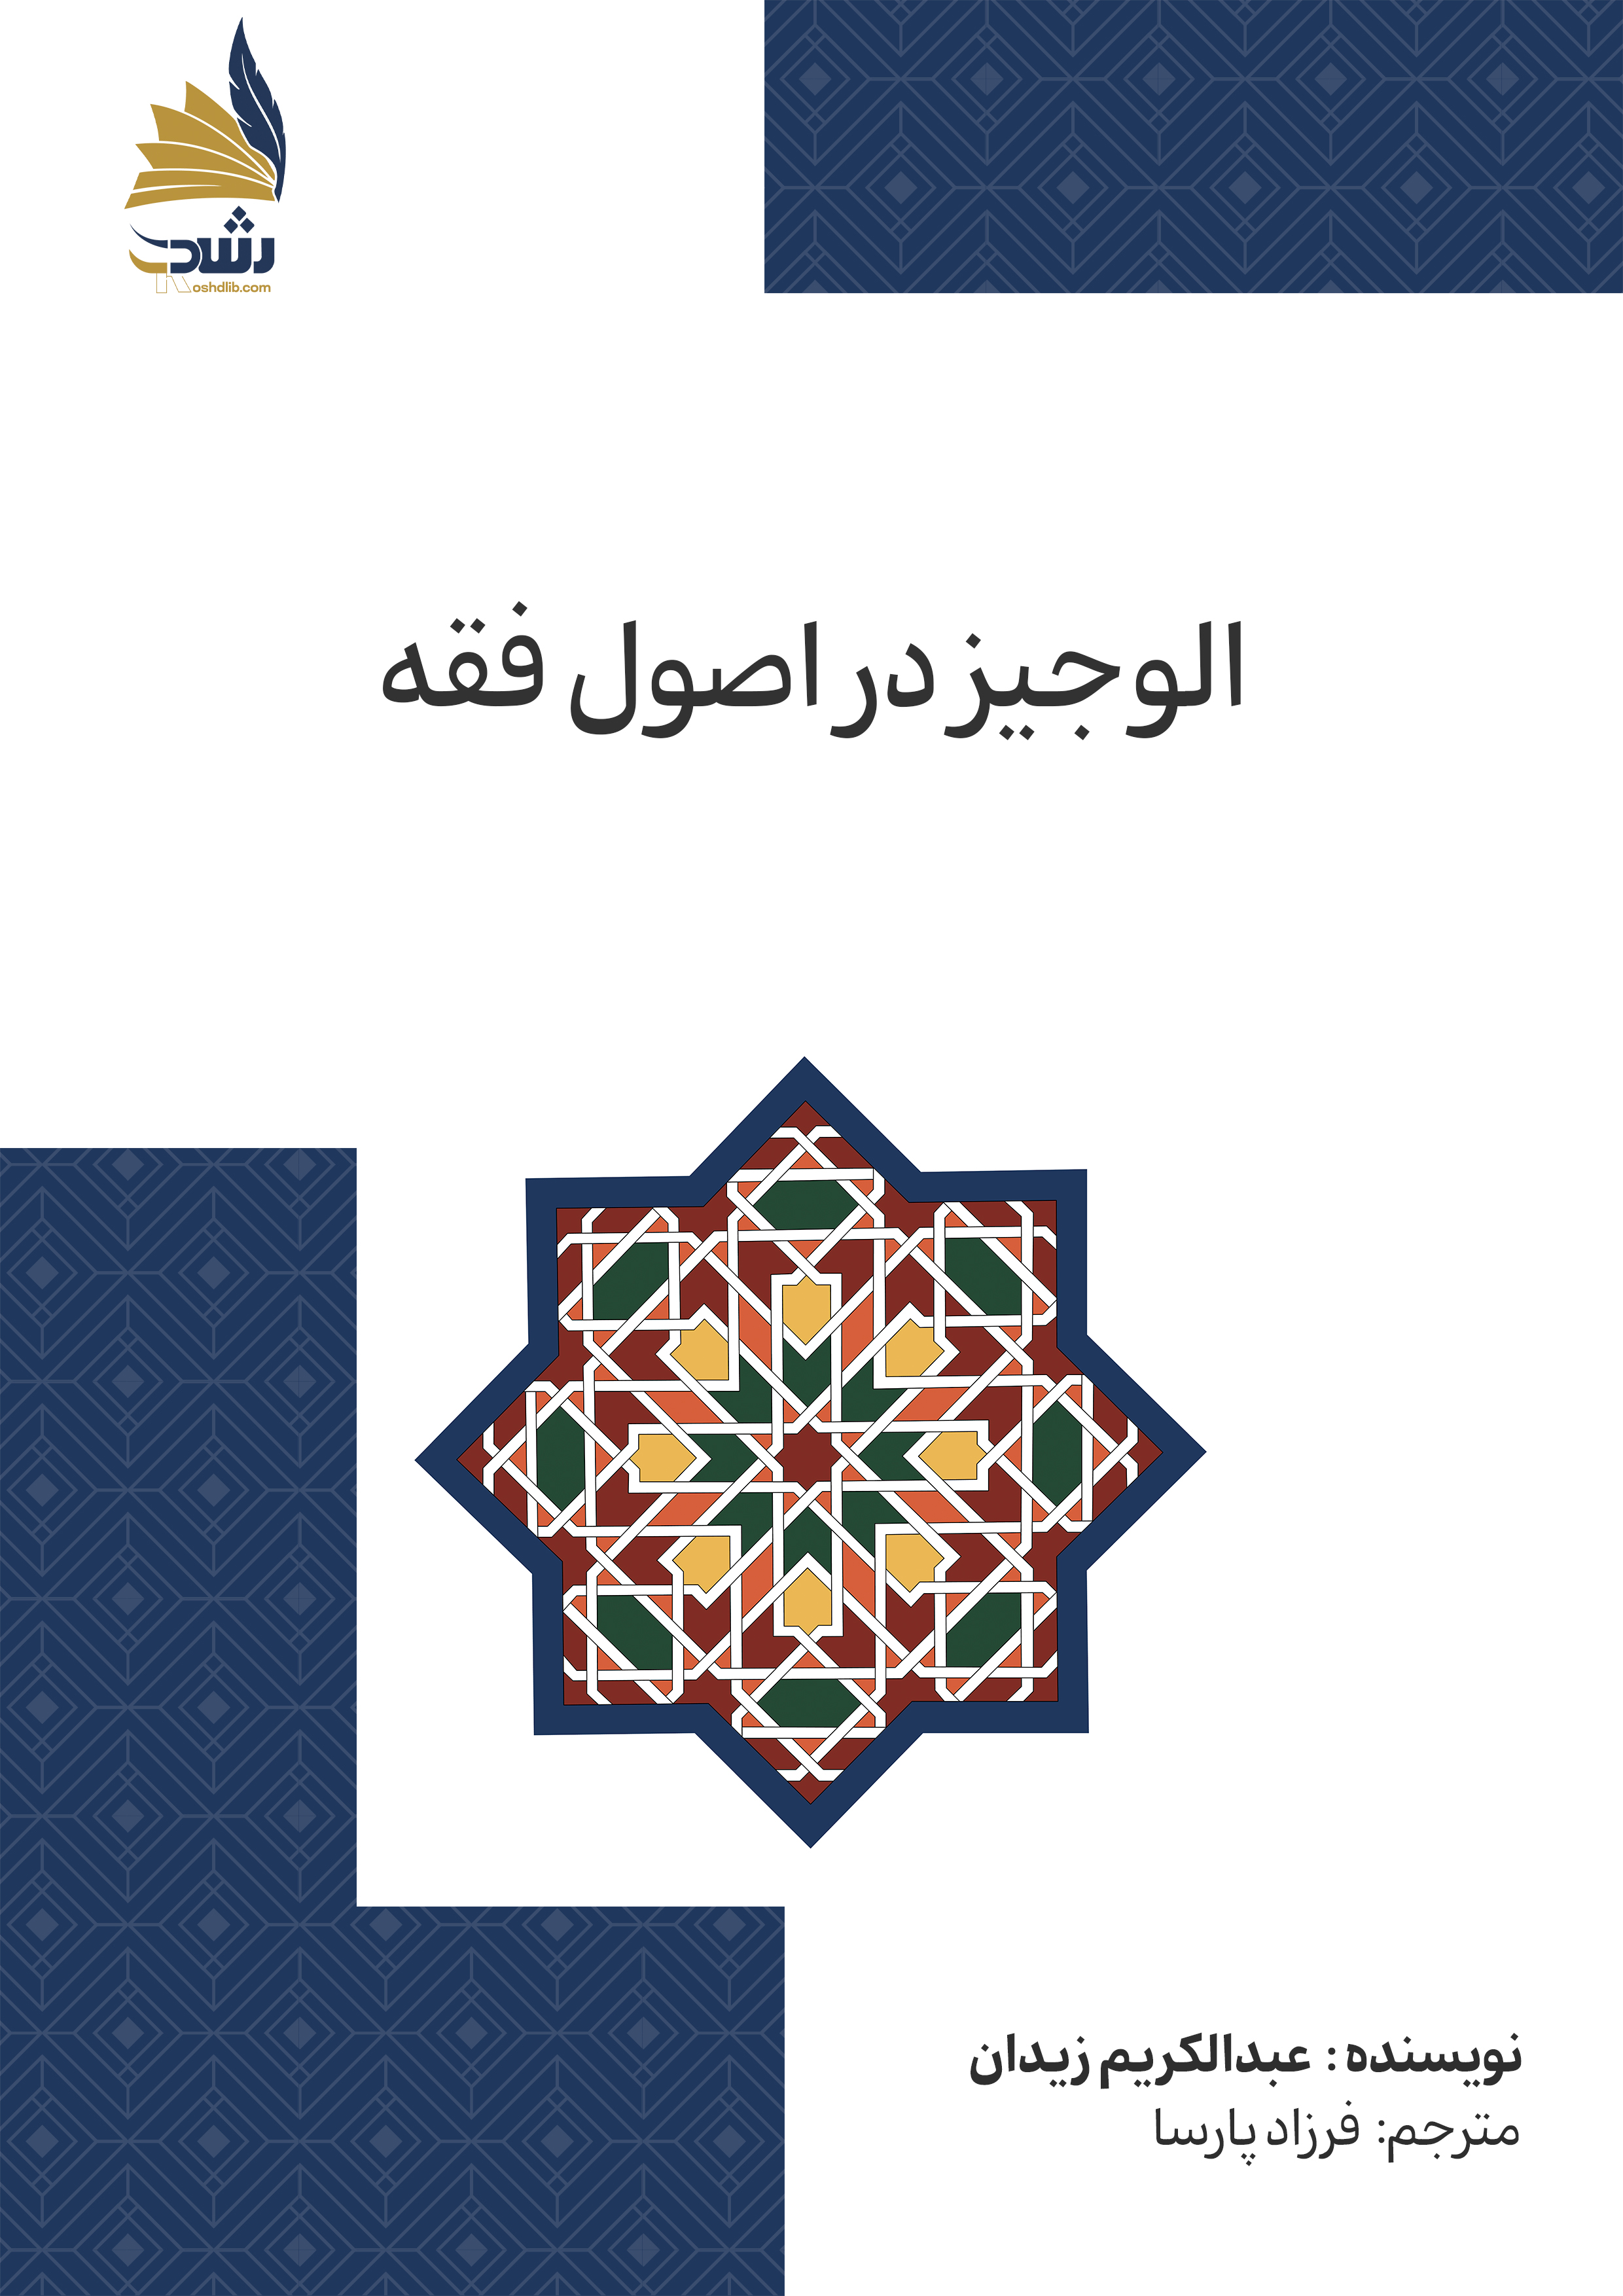 رشد
Roshdlib.com
الوجیز در اصول فقه
نویسنده: عبدالکریم زیدان
مترجم: فرزاد پارسا